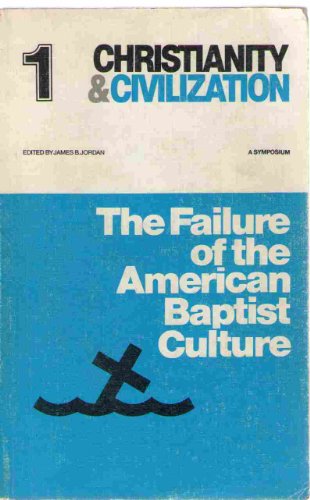 1
CHRISTIANITY
&CIVILIZATION
EDITED BY JAMES B. JORDAN
A SYMPOSIUM
The Failure
of the
American
Baptist
Culture